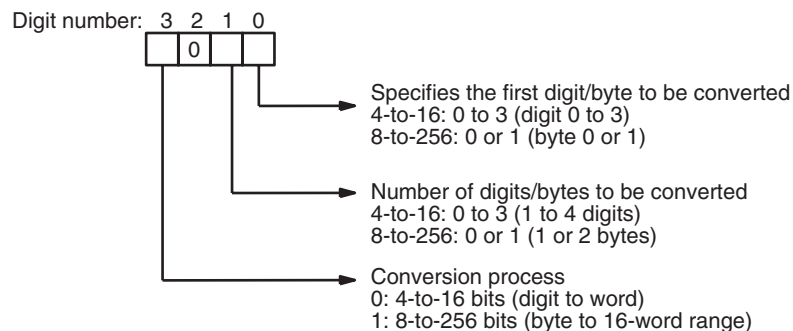 Digit number: 3 2 1 0
0
Specifies the first digit/byte to be converted
4-to-16: 0 to 3 (digit 0 to 3)
8-to-256: 0 or 1 (byte 0 or 1)
Number of digits/bytes to be converted
4-to-16: 0 to 3 (1 to 4 digits)
8-to-256: 0 or 1 (1 or 2 bytes)
Conversion process
0: 4-to-16 bits (digit to word)
1: 8-to-256 bits (byte to 16-word range)